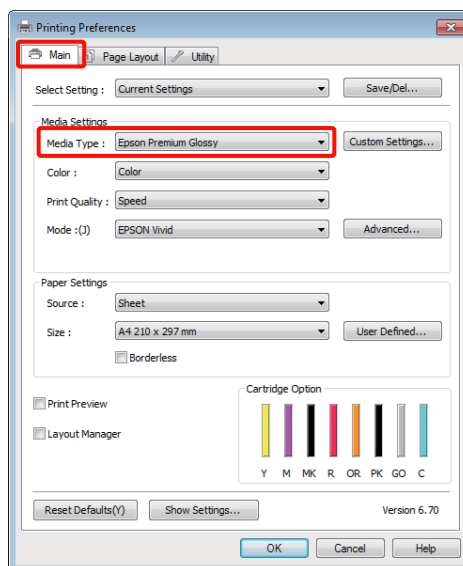 Printing Preferences
Main Page Layout Utility
Select Setting : Current Settings Save/Del...
Media Settings
Media Type : Epson Premium Glossy Custom Settings...
Color : Color
Print Quality : Speed
Mode :(J) EPSON Vivid Advanced...
Paper Settings
Source : Sheet
Size : A4 210 x 297 mm User Defined...
Borderless
Cartridge Option
Print Preview
Layout Manager
Y M MK R OR PK GO C
Reset Defaults(Y) Show Settings... Version 6.70
OK Cancel Help